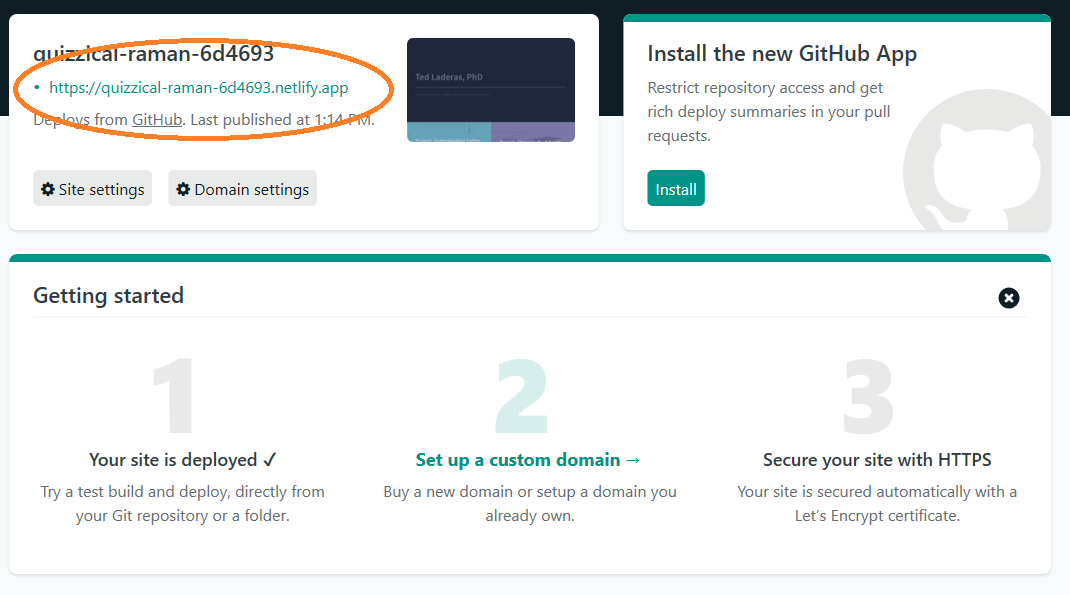 quizzical-raman-6d4693
• https://quizzical-raman-6d4693.netlify.app
Deploys from GitHub. Last published at 1:14 PM.
Ted Laderas, PhD
Site settings
Domain settings
Install the new GitHub App
Restrict repository access and get
rich deploy summaries in your pull
requests.
Install
Getting started
1
Your site is deployed ✓
Try a test build and deploy, directly from
your Git repository or a folder.
2
Set up a custom domain →
Buy a new domain or setup a domain you
already own.
3
Secure your site with HTTPS
Your site is secured automatically with a
Let’s Encrypt certificate.